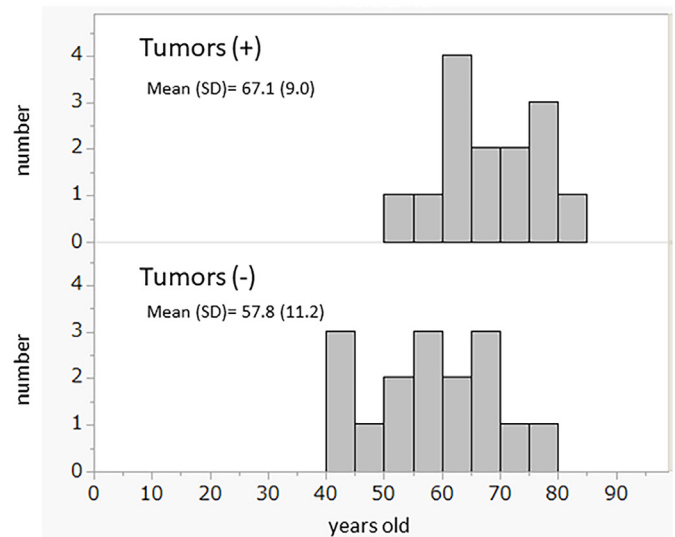 Tumors (+)
Mean (SD)= 67.1 (9.0)
number
4
3
2
1
0
Tumors (-)
Mean (SD)= 57.8 (11.2)
number
4
3
2
1
0
0 10 20 30 40 50 60 70 80 90
years old